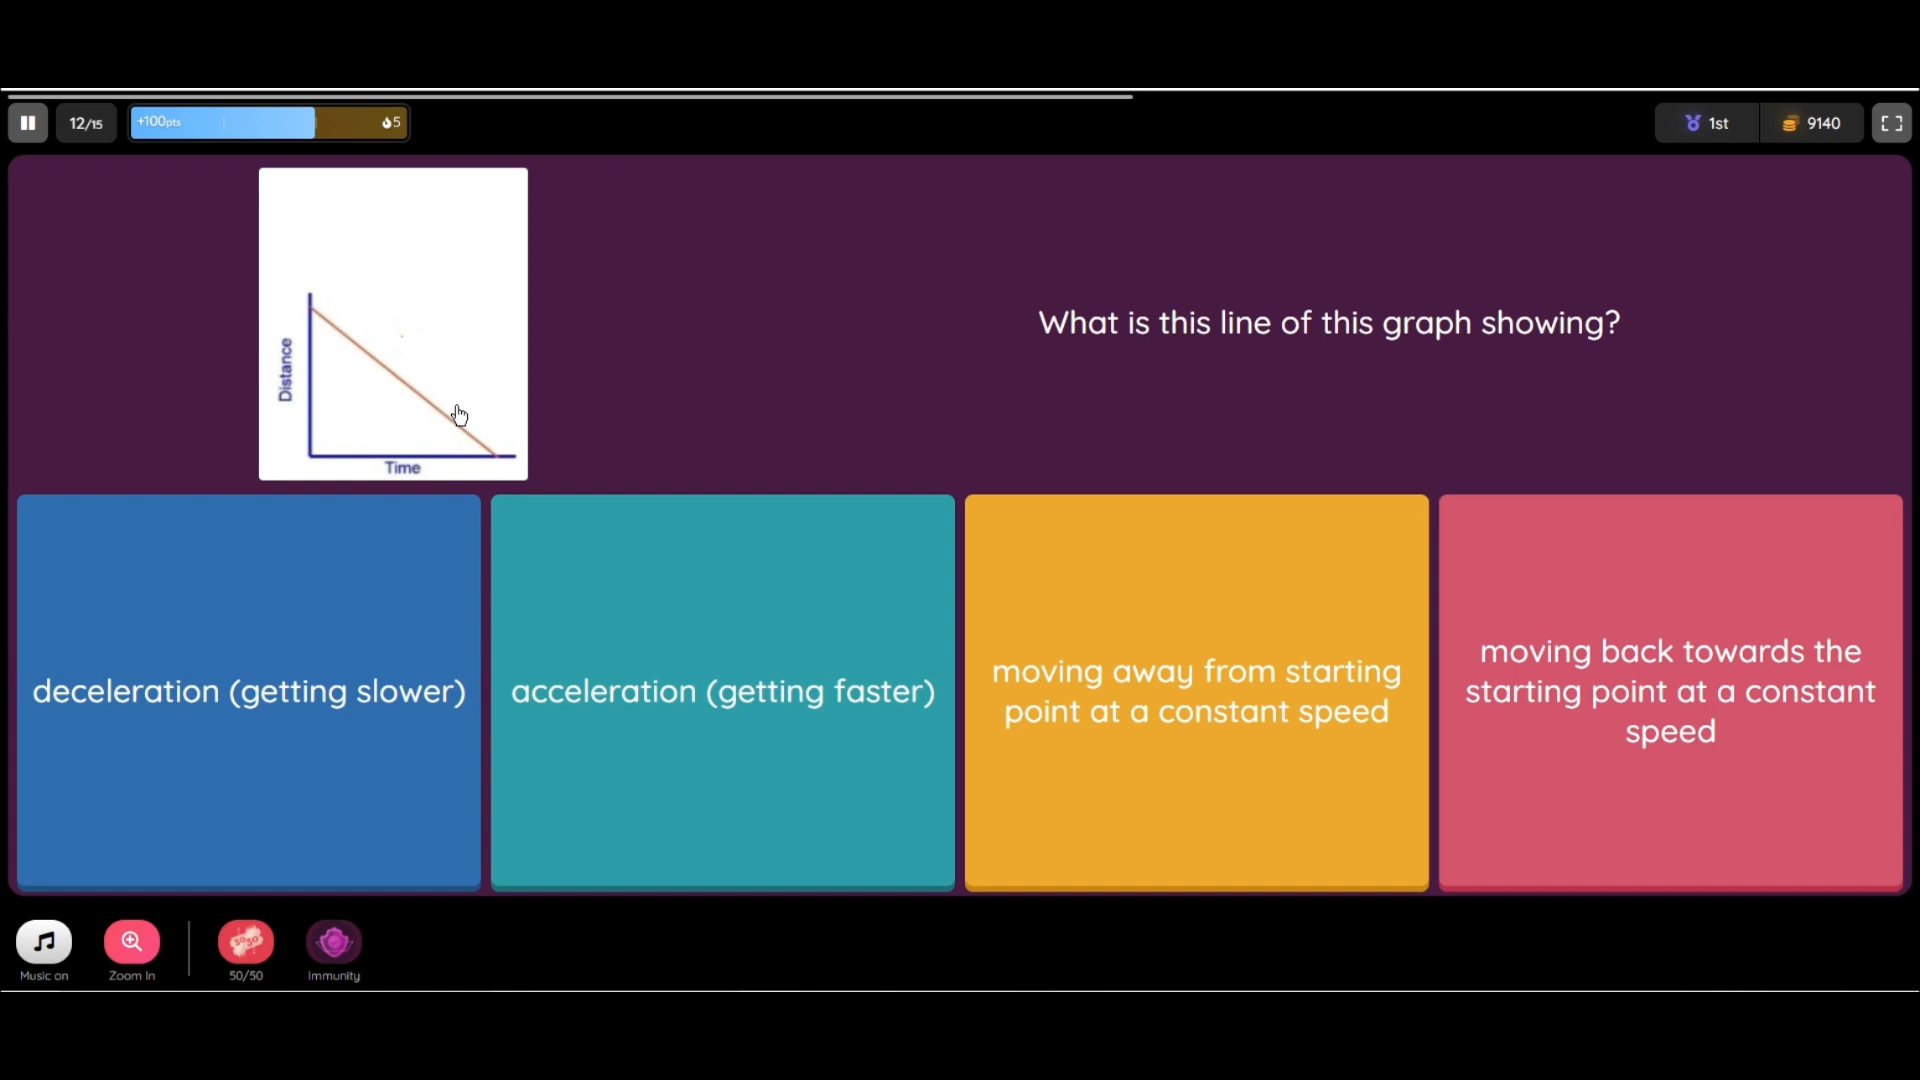 12/15
+100pts
5
1st
9140
Distance
Time
What is this line of this graph showing?
deceleration (getting slower)
acceleration (getting faster)
moving away from starting
point at a constant speed
moving back towards the
starting point at a constant
speed
Music on
Zoom In
50/50
50/50
Immunity